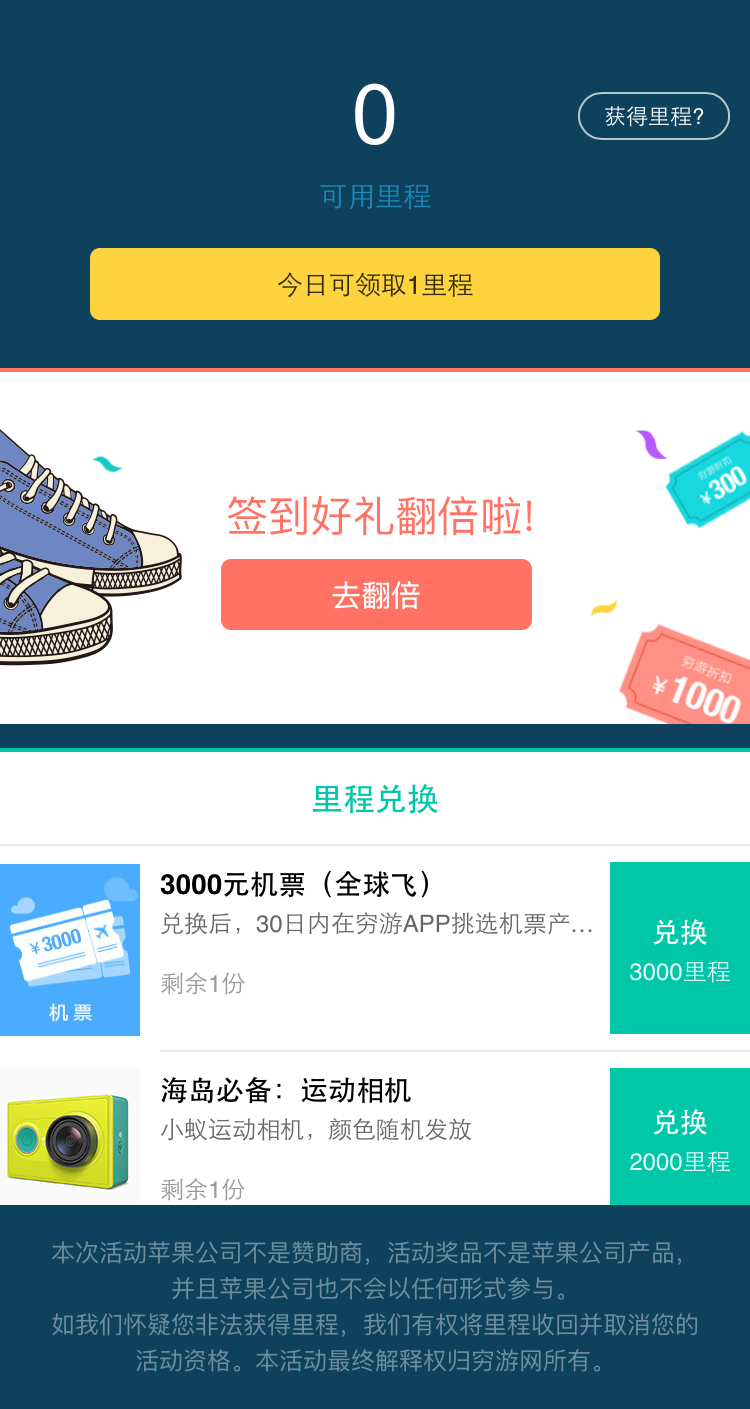 0
获得里程?
可用里程
今日可领取1里程
穷游折扣
¥300
签到好礼翻倍啦!
去翻倍
穷游折扣
¥1000
里程兑换
3000元机票（全球飞）
兑换后，30日内在穷游APP挑选机票产…
剩余1份
¥3000
机票
兑换
3000里程
海岛必备：运动相机
小蚁运动相机，颜色随机发放
剩余1份
兑换
2000里程
本次活动苹果公司不是赞助商，活动奖品不是苹果公司产品，
并且苹果公司也不会以任何形式参与。
如我们怀疑您非法获得里程，我们有权将里程收回并取消您的
活动资格。本活动最终解释权归穷游网所有。